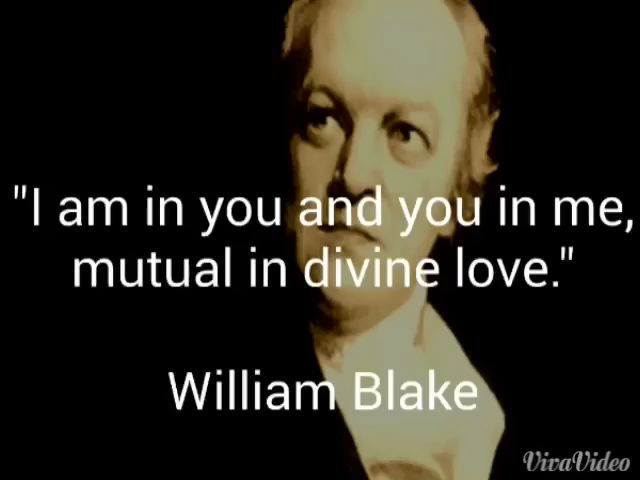 "I am in you and you in me,
mutual in divine love."
William Blake
VivaVideo